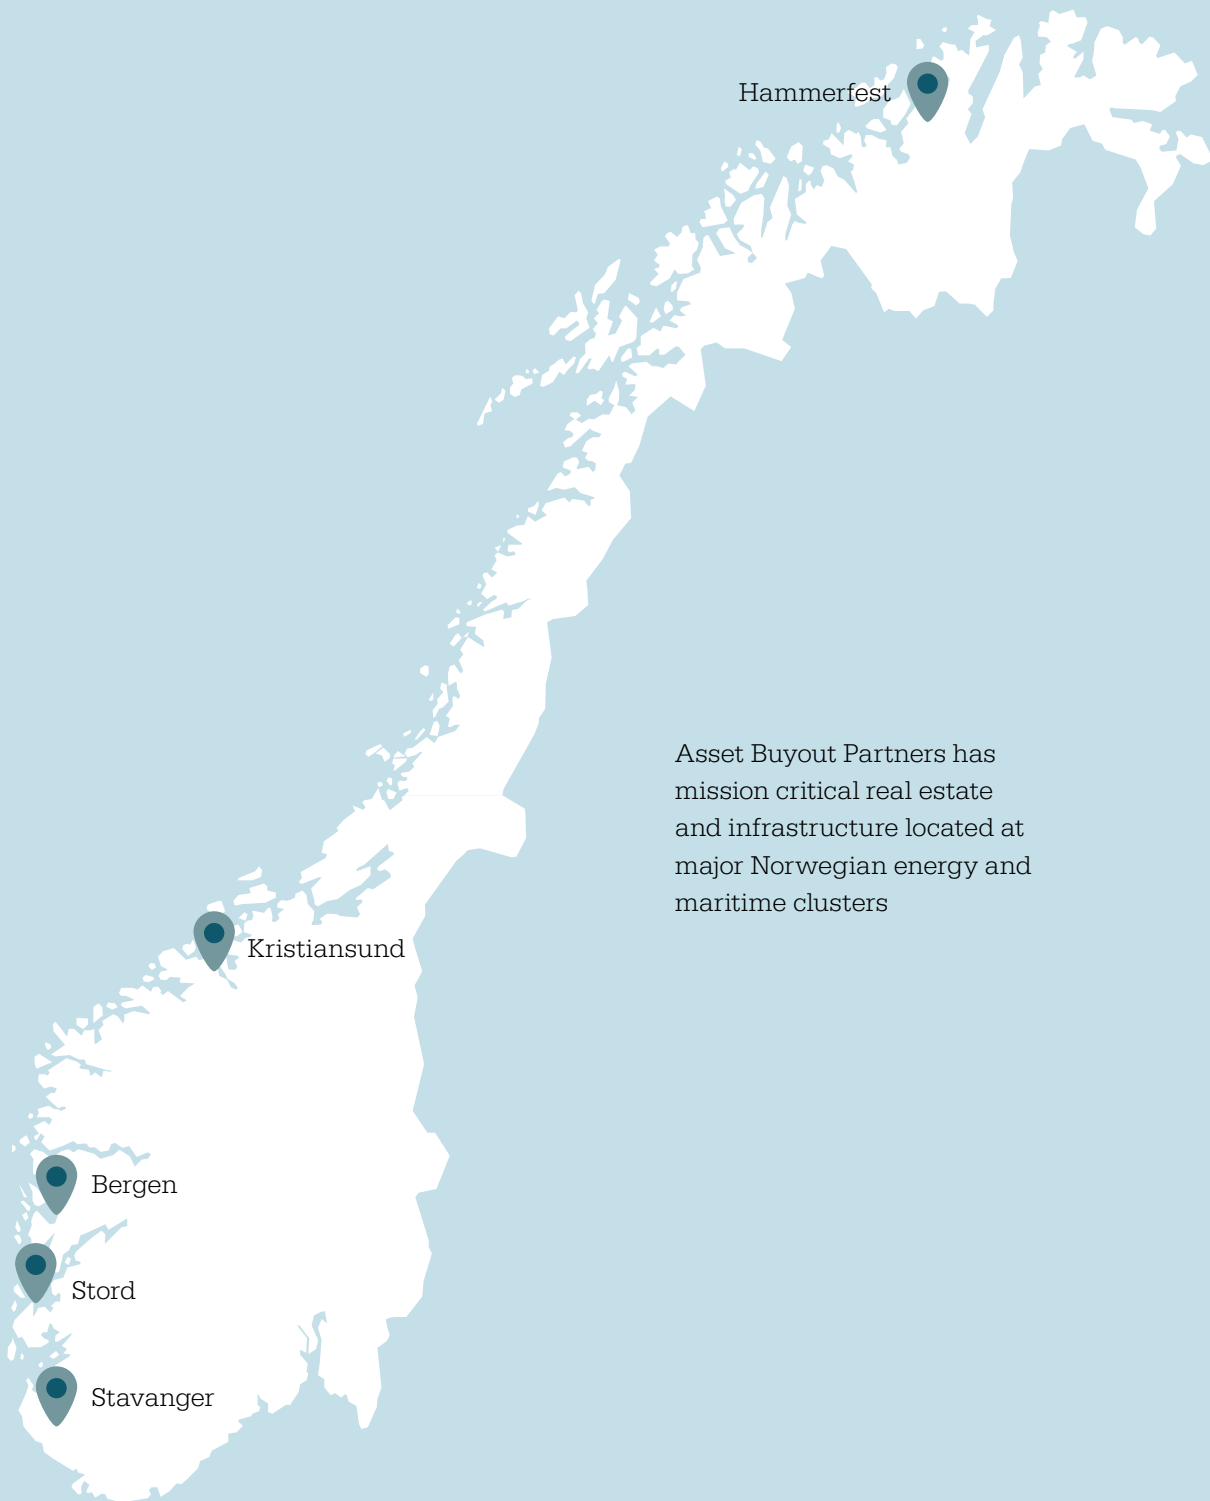 Hammerfest
Asset Buyout Partners has
mission critical real estate
and infrastructure located at
major Norwegian energy and
maritime clusters
Kristiansund
Bergen
Stord
Stavanger